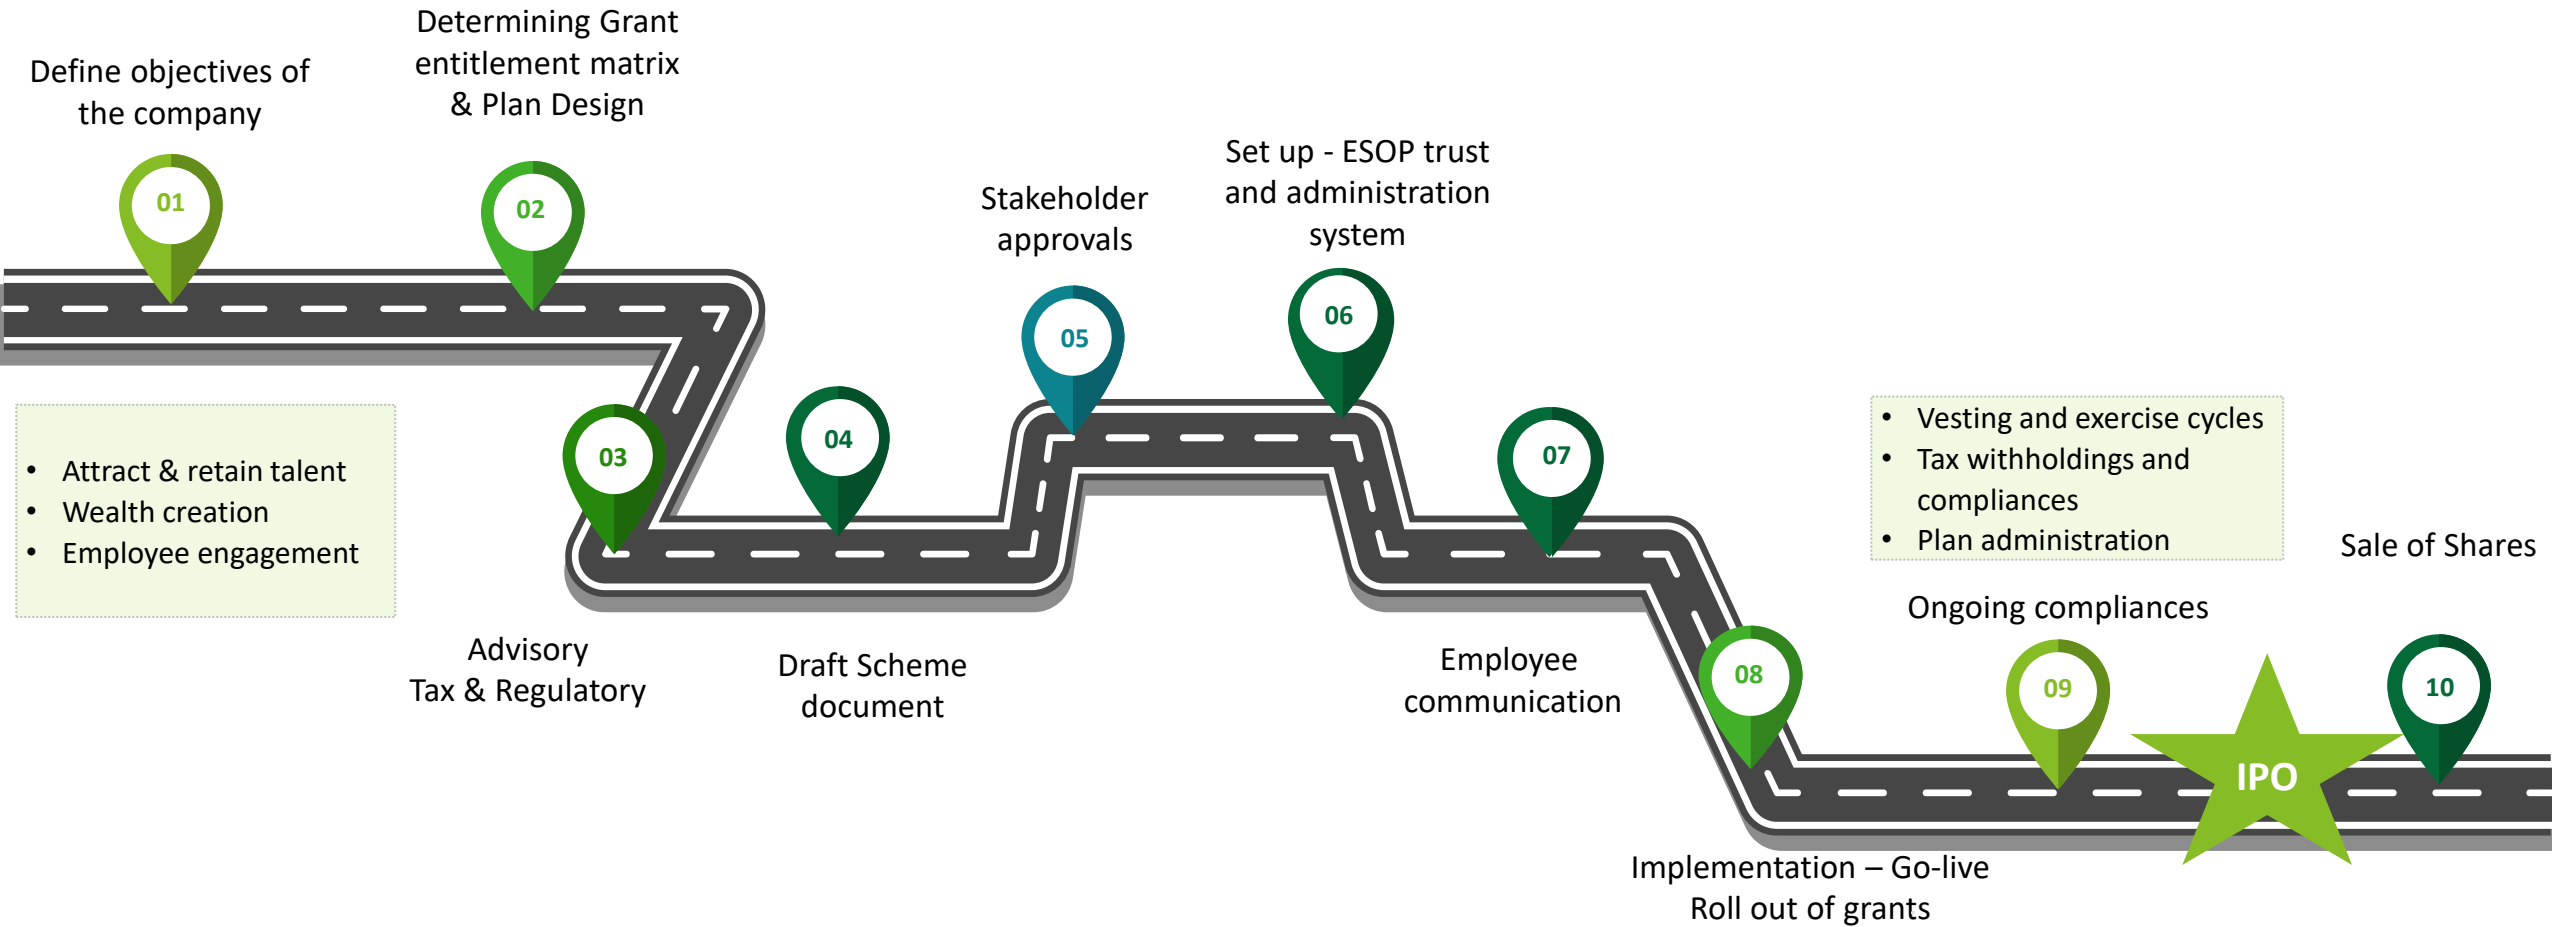 Define objectives of
the company
01
Determining Grant
entitlement matrix
& Plan Design
02
• Attract & retain talent
• Wealth creation
• Employee engagement
03
Advisory
Tax & Regulatory
04
Draft Scheme
document
Stakeholder
approvals
05
Set up - ESOP trust
and administration
system
06
07
Employee
communication
08
Implementation – Go-live
Roll out of grants
• Vesting and exercise cycles
• Tax withholdings and
compliances
• Plan administration
Ongoing compliances
09
IPO
Sale of Shares
10